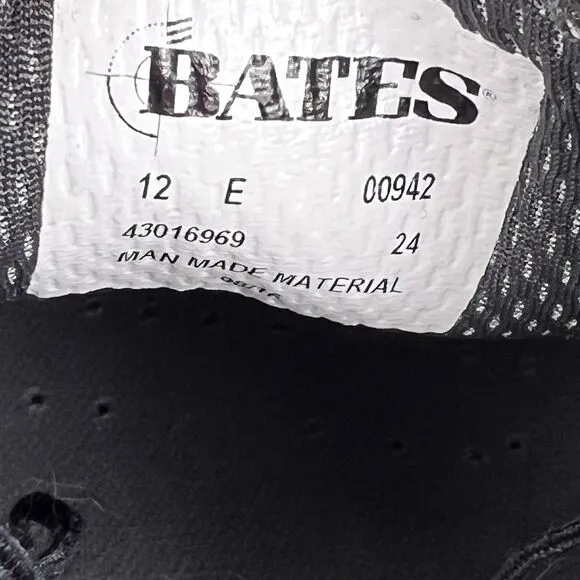 BATES®
12 E 00942
43016969 24
MAN MADE MATERIAL